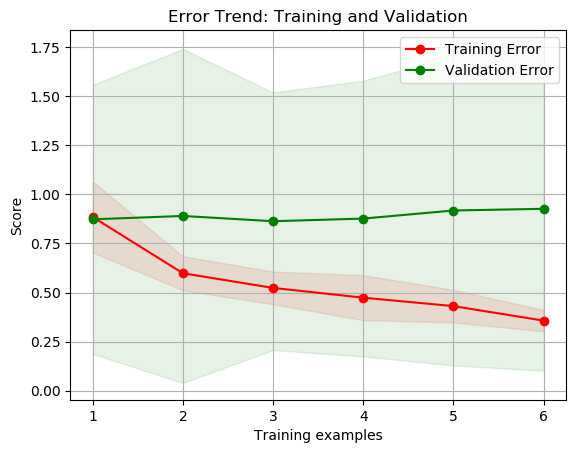 Error Trend: Training and Validation
Training Error
Validation Error
1.75
1.50
1.25
1.00
0.75
0.50
0.25
0.00
Score
1 2 3 4 5 6
Training examples